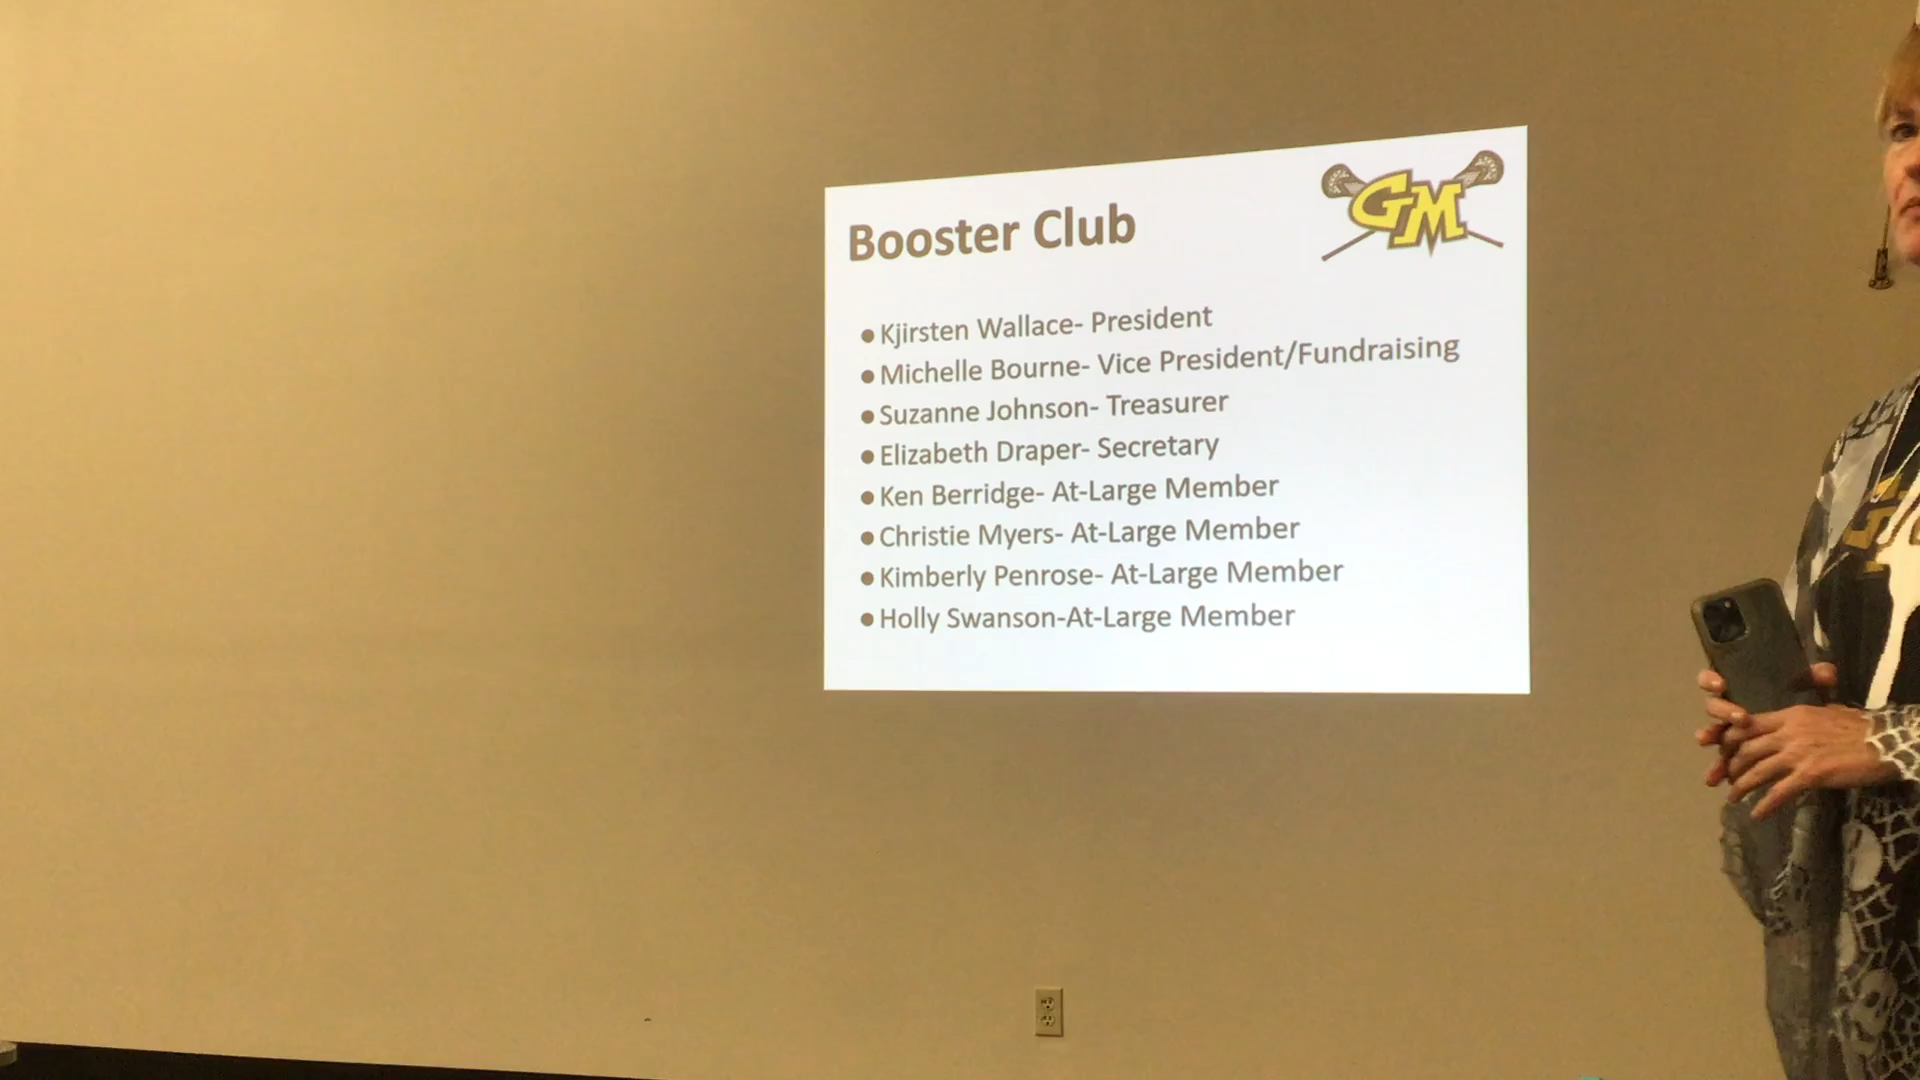 GM
Booster Club
● Kjirsten Wallace- President
● Michelle Bourne- Vice President/Fundraising
● Suzanne Johnson- Treasurer
● Elizabeth Draper- Secretary
● Ken Berridge- At-Large Member
● Christie Myers- At-Large Member
● Kimberly Penrose- At-Large Member
● Holly Swanson-At-Large Member